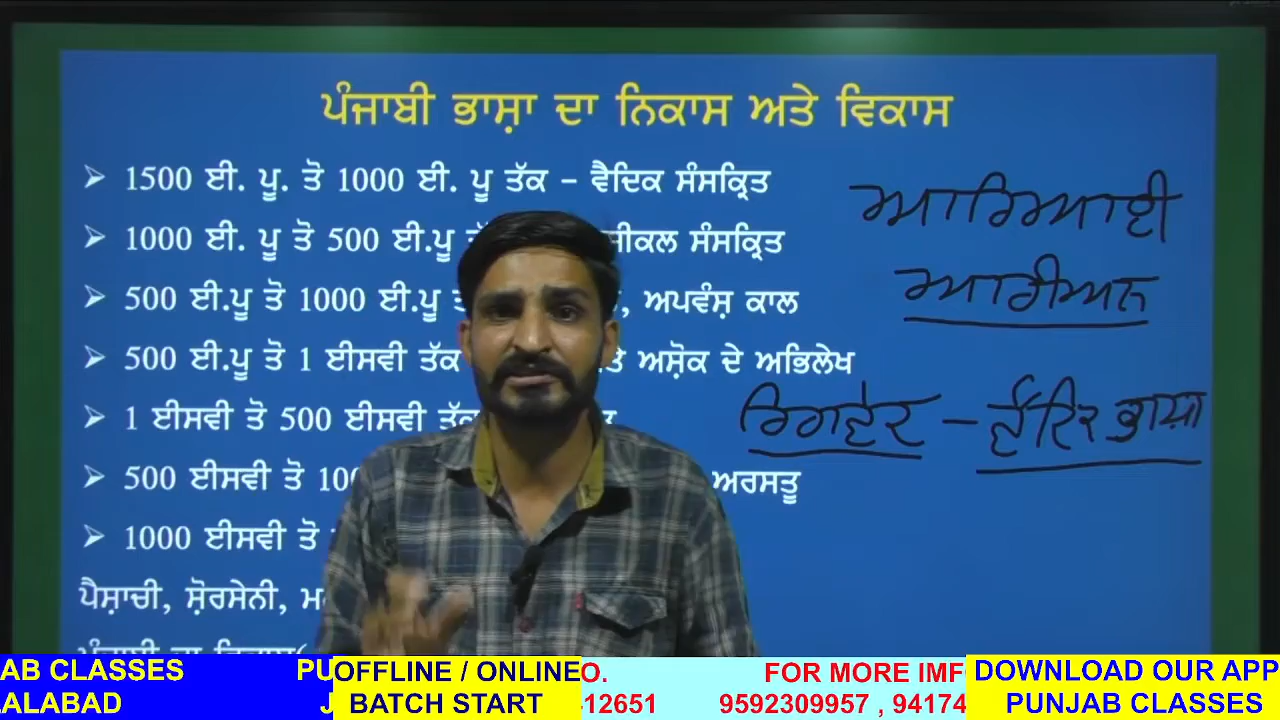 ਪੰਜਾਬੀ ਭਾਸ਼ਾ ਦਾ ਨਿਕਾਸ ਅਤੇ ਵਿਕਾਸ
1500 ਈ. ਪੂ. ਤੋ 1000 ਈ. ਪੂ ਤੱਕ – ਵੈਦਿਕ ਸੰਸਕ੍ਰਿਤ
1000 ਈ. ਪੂ ਤੋ 500 ਈ.ਪੂ ਸੰਸਕ੍ਰਿਤ
500 ਈ.ਪੂ ਤੋ 1000 ਈ.ਪੂ , ਅਪਵੰਸ਼ ਕਾਲ
500 ਈ.ਪੂ ਤੋ 1 ਈਸਵੀ ਤੱਕ ਅਸ਼ੋਕ ਦੇ ਅਭਿਲੇਖ
1 ਈਸਵੀ ਤੋ 500 ਈਸਵੀ ਤੱਕ
500 ਈਸਵੀ ਤੋ ਅਰਸਤੂ
1000 ਈਸਵੀ ਤੋ
ਪੈਸ਼ਾਚੀ, ਸ਼ੋਰਸੇਨੀ,
ਆਰਿਆਈ
ਆਰੀਅਨ
ਰਿਗਵੇਦ – ਵੈਦਿਕ ਭਾਸ਼ਾ
AB CLASSES
ALABAD
OFFLINE / ONLINE
BATCH START
O.
12651
FOR MORE
9592309957 , 94174
DOWNLOAD OUR APP
PUNJAB CLASSES